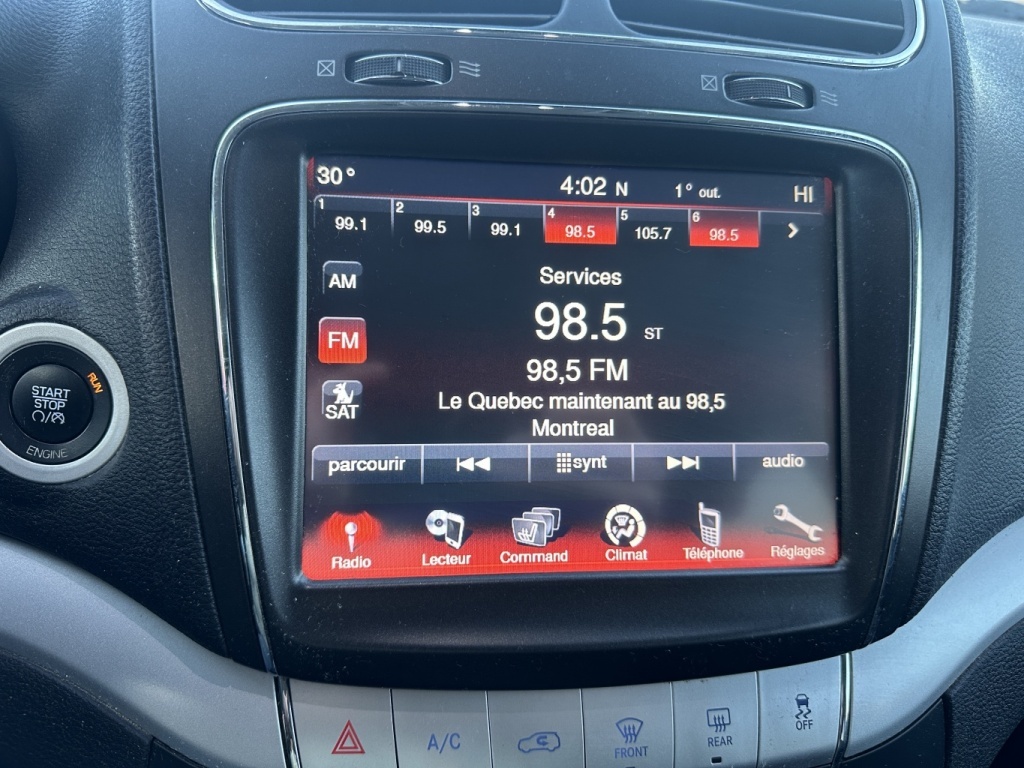 30°
4:02 N
1° out.
HI
1 99.1
2 99.5
3 99.1
4 98.5
5 105.7
6 98.5
AM
Services
98.5 ST
FM
98,5 FM
SAT
Le Quebec maintenant au 98,5
Montreal
parcourir
synt
audio
Radio
Lecteur
Command
Climat
Téléphone
Réglages
START
STOP
RUN
ENGINE
A/C
FRONT
REAR
OFF